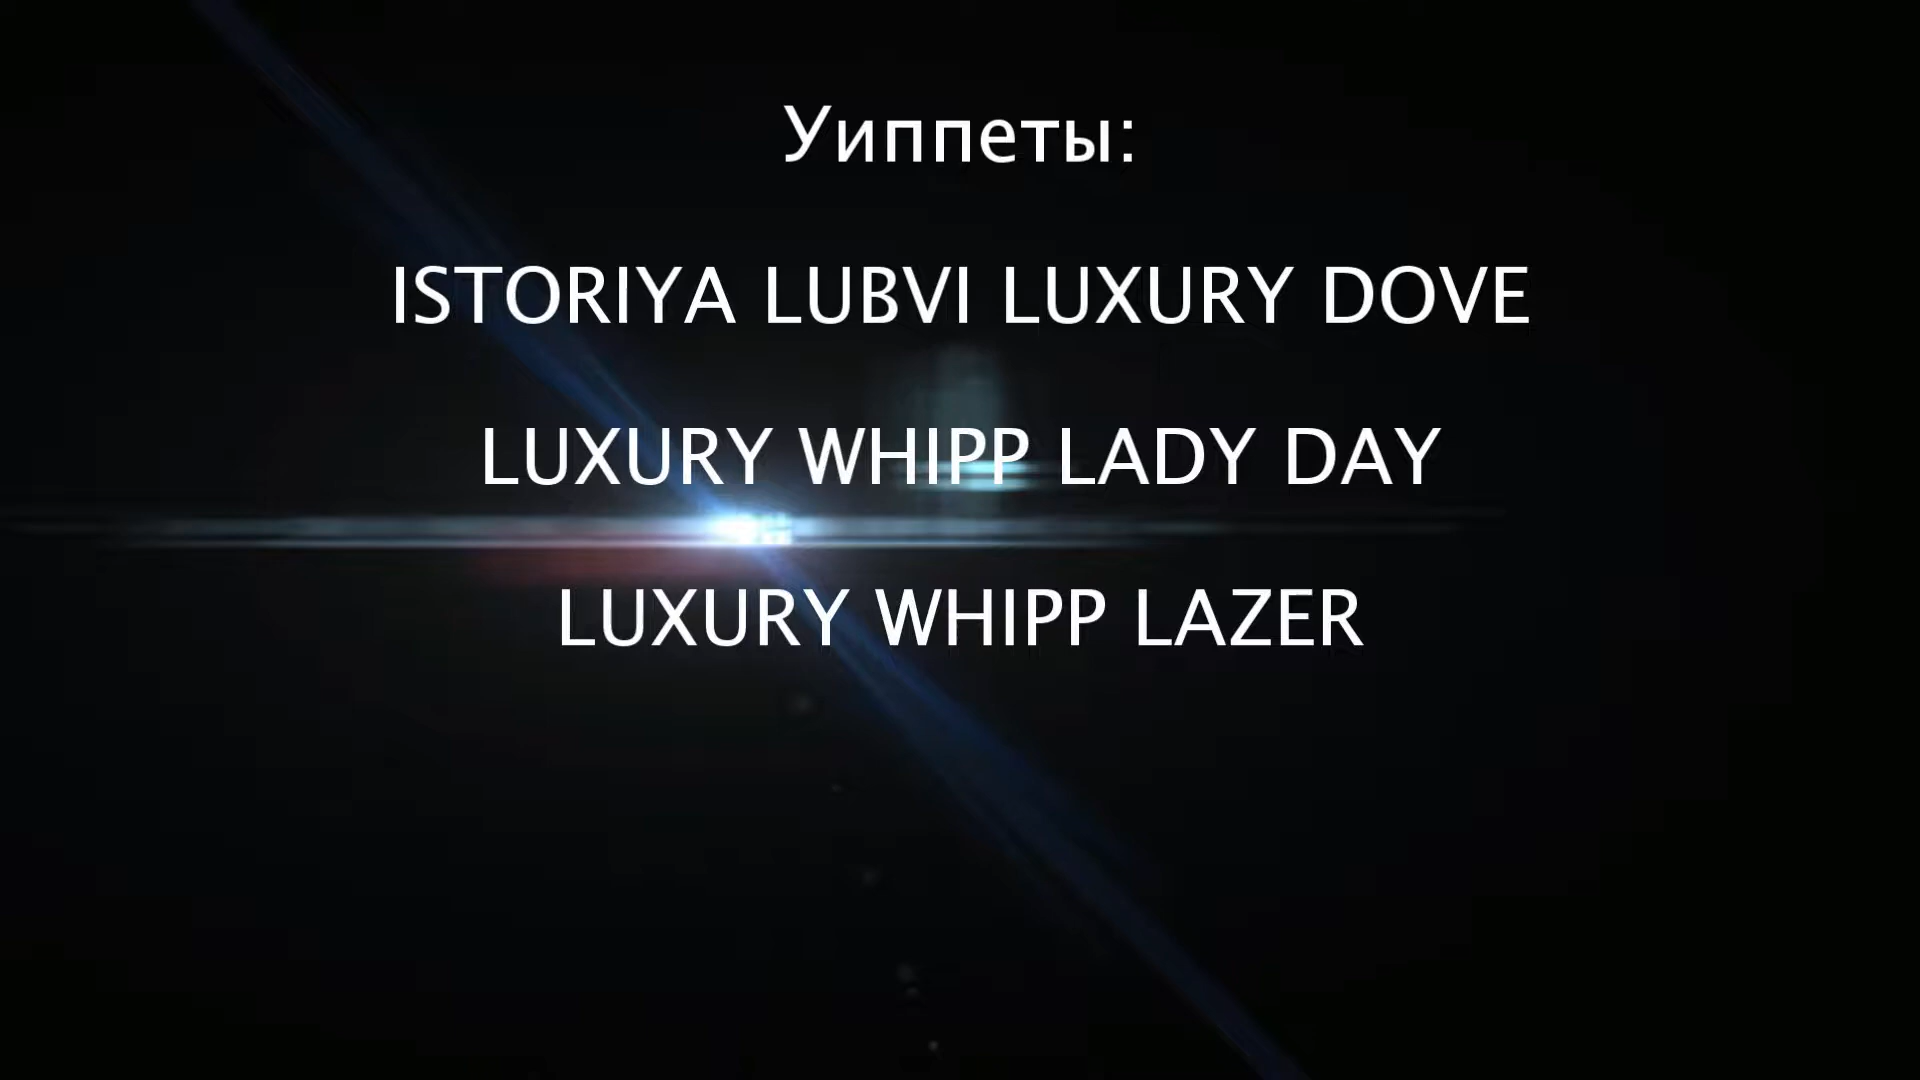 Уиппеты:
ISTORIYA LUBVI LUXURY DOVE
LUXURY WHIPP LADY DAY
LUXURY WHIPP LAZER